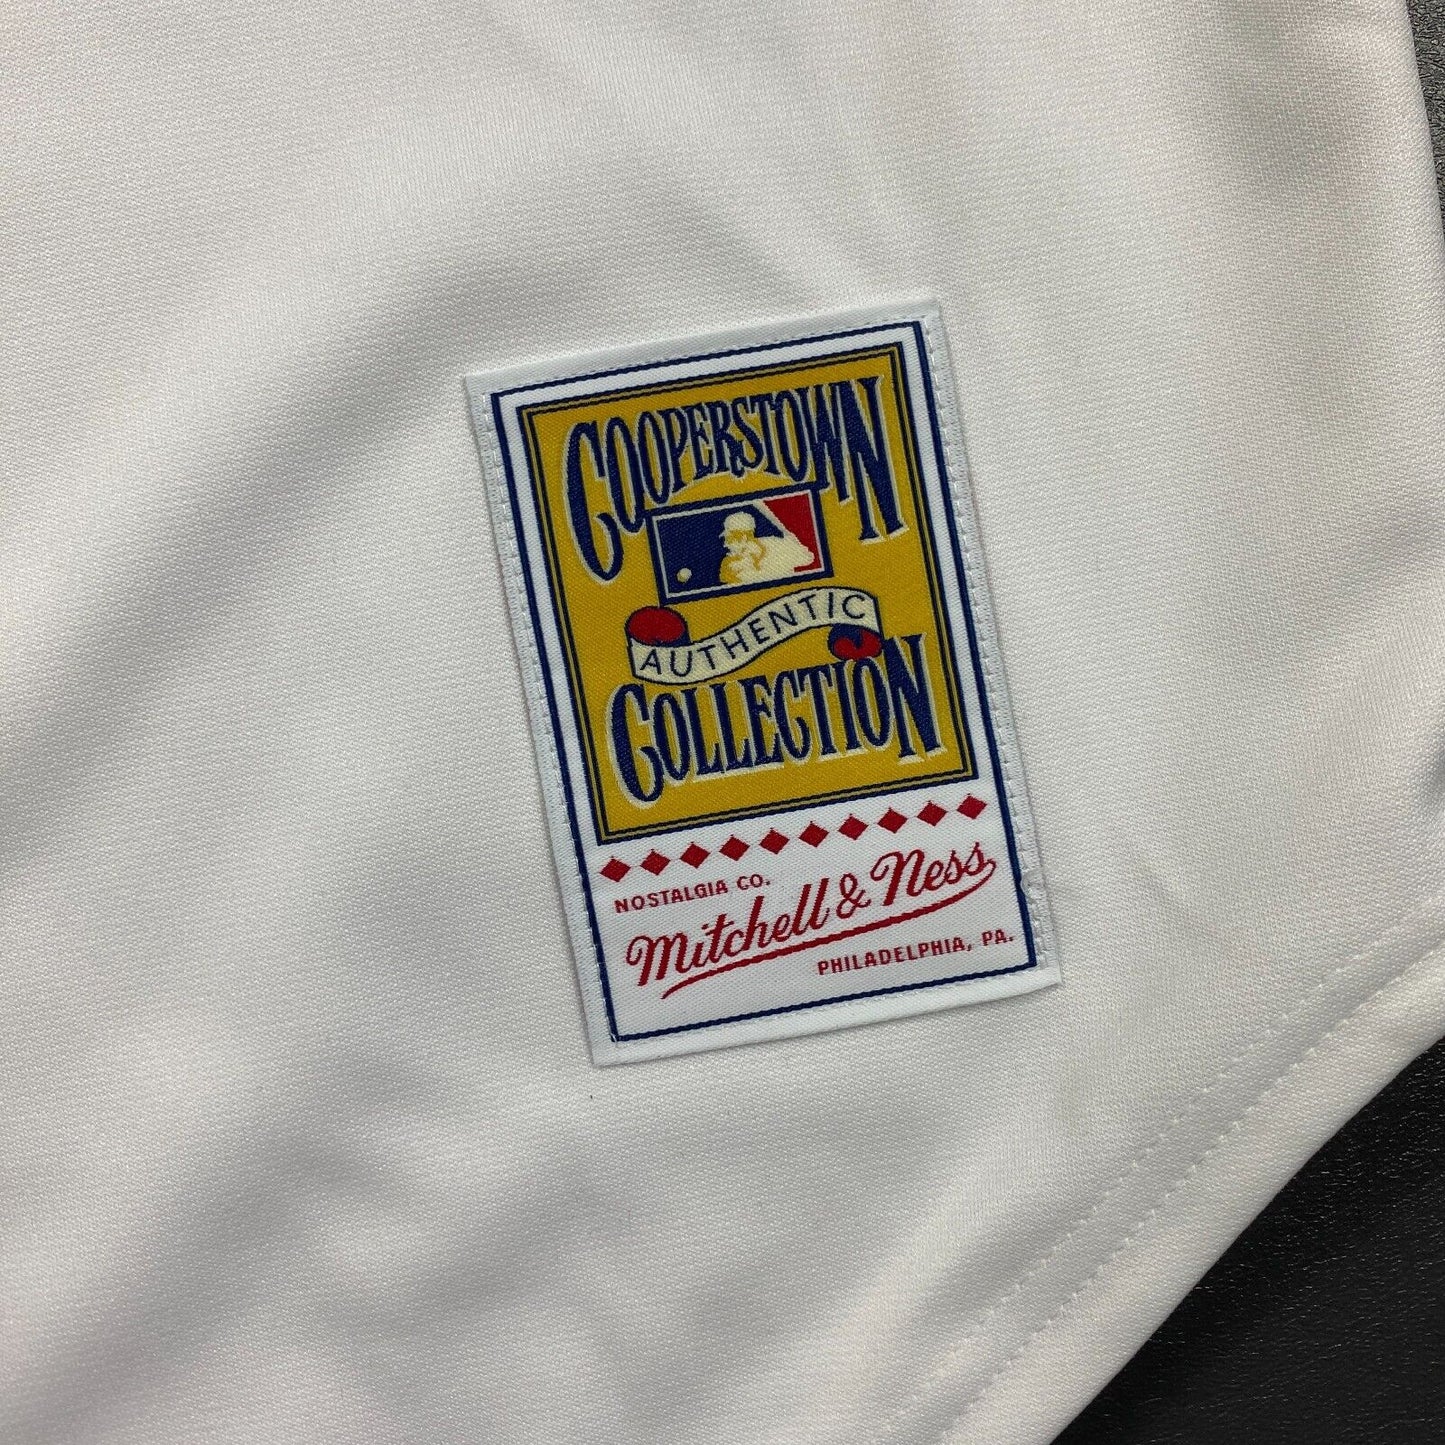 COOPERSTOWN
AUTHENTIC
COLLECTION
NOSTALGIA CO.
Mitchell & Ness
PHILADELPHIA, PA.